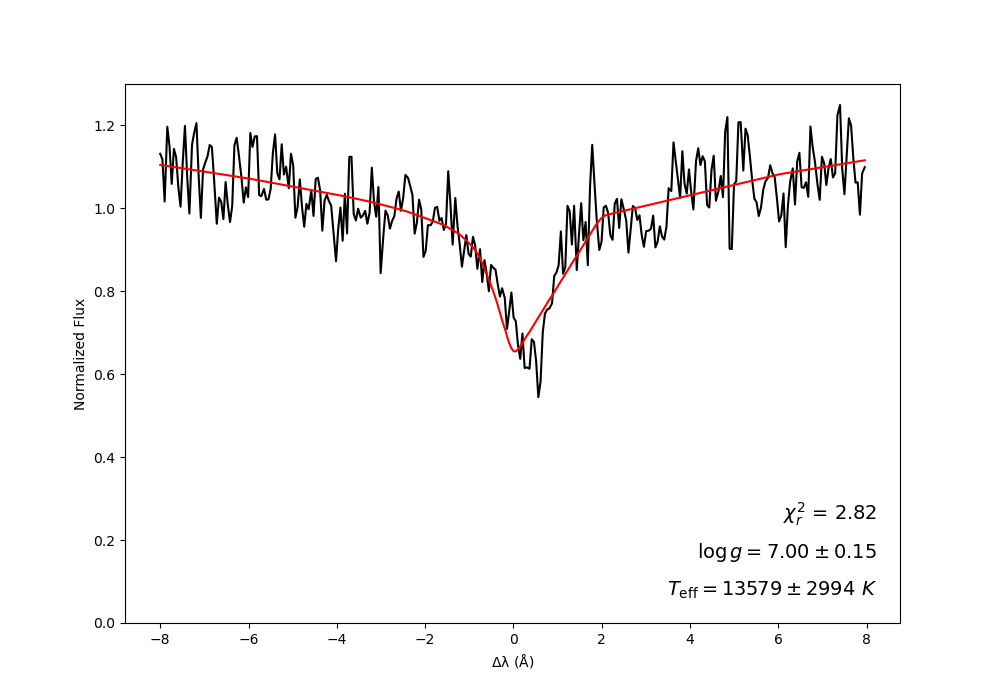 1.2
1.0
0.8
0.6
0.4
0.2
0.0
Normalized Flux
χ²ᵣ = 2.82
log g = 7.00 ± 0.15
T_eff = 13579 ± 2994 K
−8 −6 −4 −2 0 2 4 6 8
Δλ (Å)